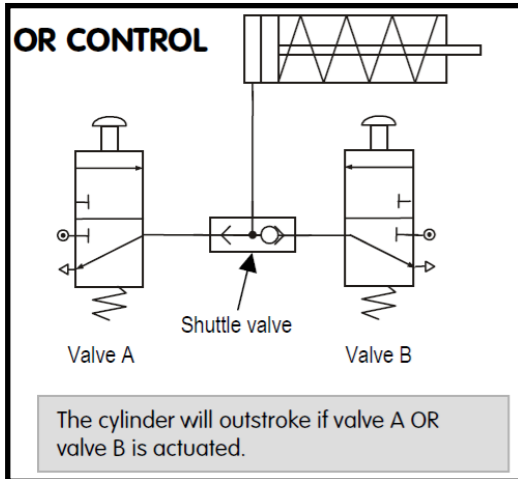 OR CONTROL
Shuttle valve
Valve A
Valve B
The cylinder will outstroke if valve A OR
valve B is actuated.